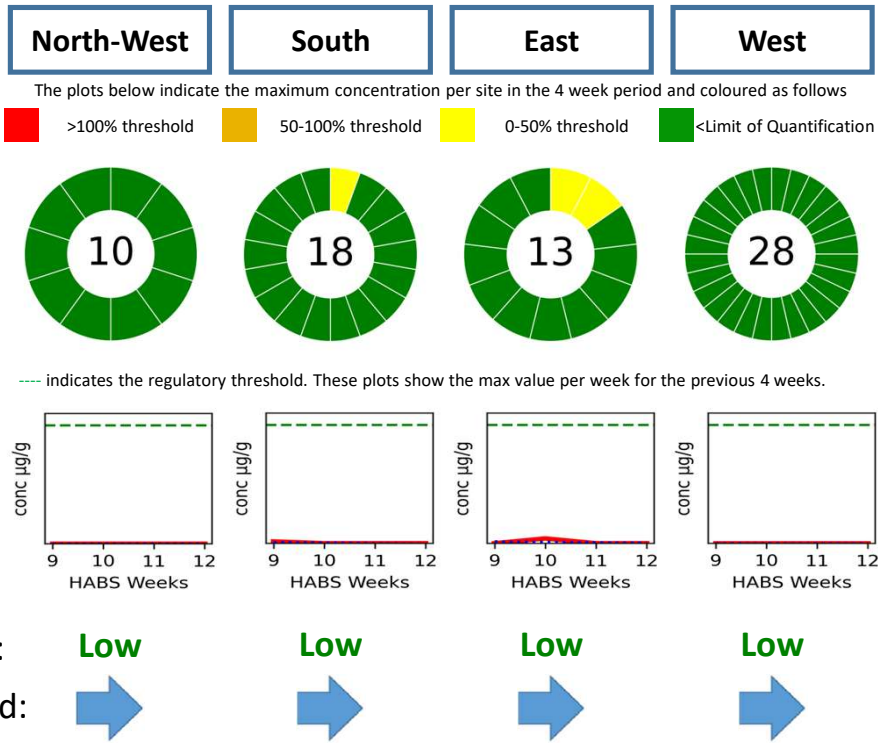 North-West South East West
The plots below indicate the maximum concentration per site in the 4 week period and coloured as follows
>100% threshold 50-100% threshold 0-50% threshold <Limit of Quantification
10 18 13 28
---- indicates the regulatory threshold. These plots show the max value per week for the previous 4 weeks.
conc µg/g conc µg/g conc µg/g conc µg/g
9 10 11 12 9 10 11 12 9 10 11 12 9 10 11 12
HABS Weeks HABS Weeks HABS Weeks HABS Weeks
: Low Low Low Low
d: